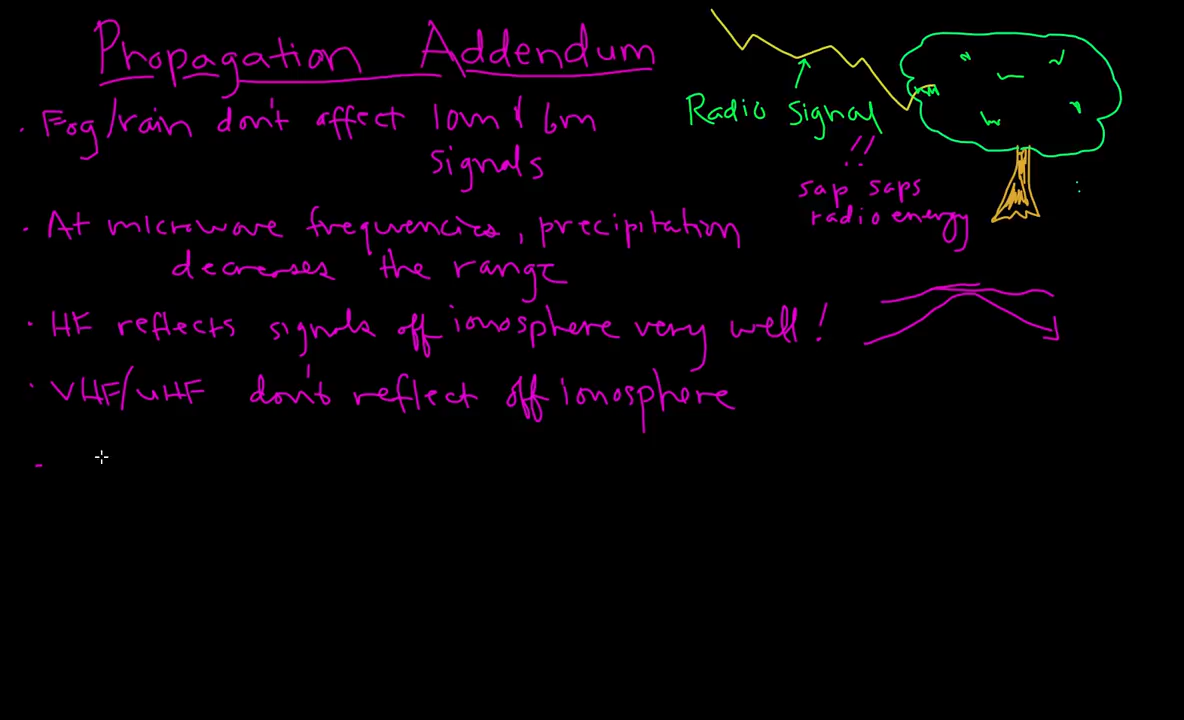 Propagation Addendum
Radio Signal
!!
sap saps
radio energy
· Fog/rain don't affect 10m & 6m
signals
· At microwave frequencies, precipitation
decreases the range
· HF reflects signals off ionosphere very well!
· VHF/UHF don't reflect off ionosphere
-